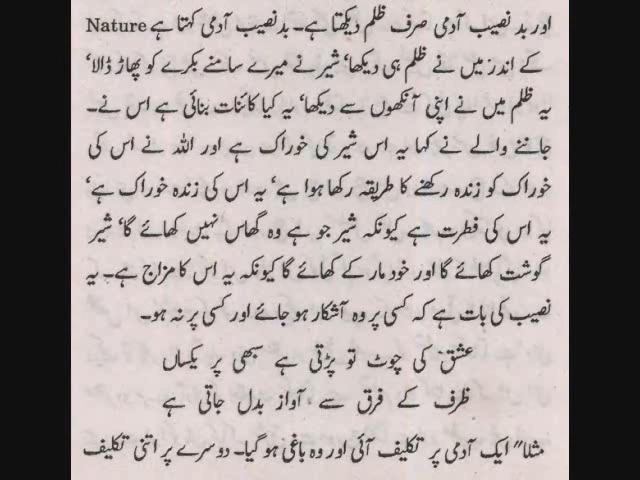 اور بد نصیب آدمی صرف ظلم دیکھتا ہے۔ بدنصیب آدمی کہتا ہے Nature
کے اندر میں نے ظلم ہی دیکھا‘ شیر نے میرے سامنے بکرے کو پھاڑ ڈالا‘
یہ ظلم میں نے اپنی آنکھوں سے دیکھا‘ یہ کیا کائنات بنائی ہے اس نے۔
جاننے والے نے کہا یہ اس شیر کی خوراک ہے اور اللہ نے اس کی
خوراک کو زندہ رکھنے کا طریقہ رکھا ہوا ہے‘ یہ اس کی زندہ خوراک ہے‘
یہ اس کی فطرت ہے کیونکہ شیر جو ہے وہ گھاس نہیں کھائے گا‘ شیر
گوشت کھائے گا اور خود مار کے کھائے گا کیونکہ یہ اس کا مزاج ہے۔ یہ
نصیب کی بات ہے کہ کسی پر وہ آشکار ہو جائے اور کسی پر نہ ہو۔
عشق کی چوٹ تو پڑتی ہے سبھی پر یکساں
ظرف کے فرق سے ،آواز بدل جاتی ہے
مثلا″ ایک آدمی پر تکلیف آئی اور وہ باغی ہو گیا۔ دوسرے پر اتنی تکلیف